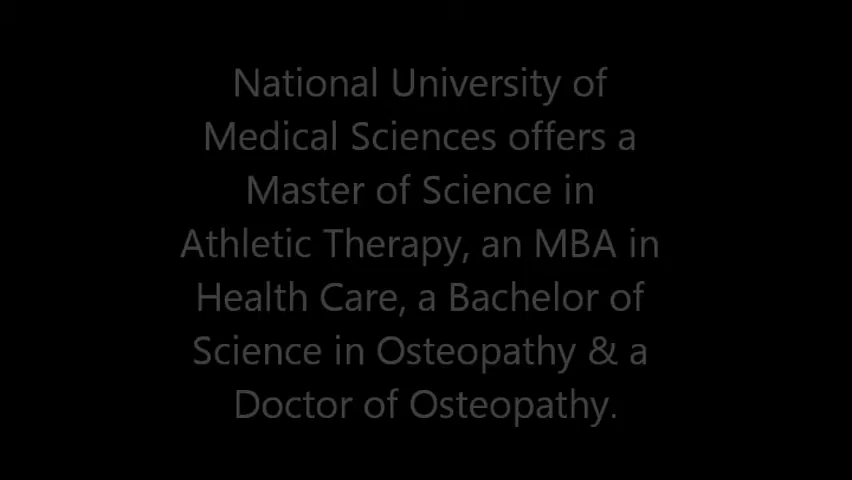 National University of
Medical Sciences offers a
Master of Science in
Athletic Therapy, an MBA in
Health Care, a Bachelor of
Science in Osteopathy & a
Doctor of Osteopathy.